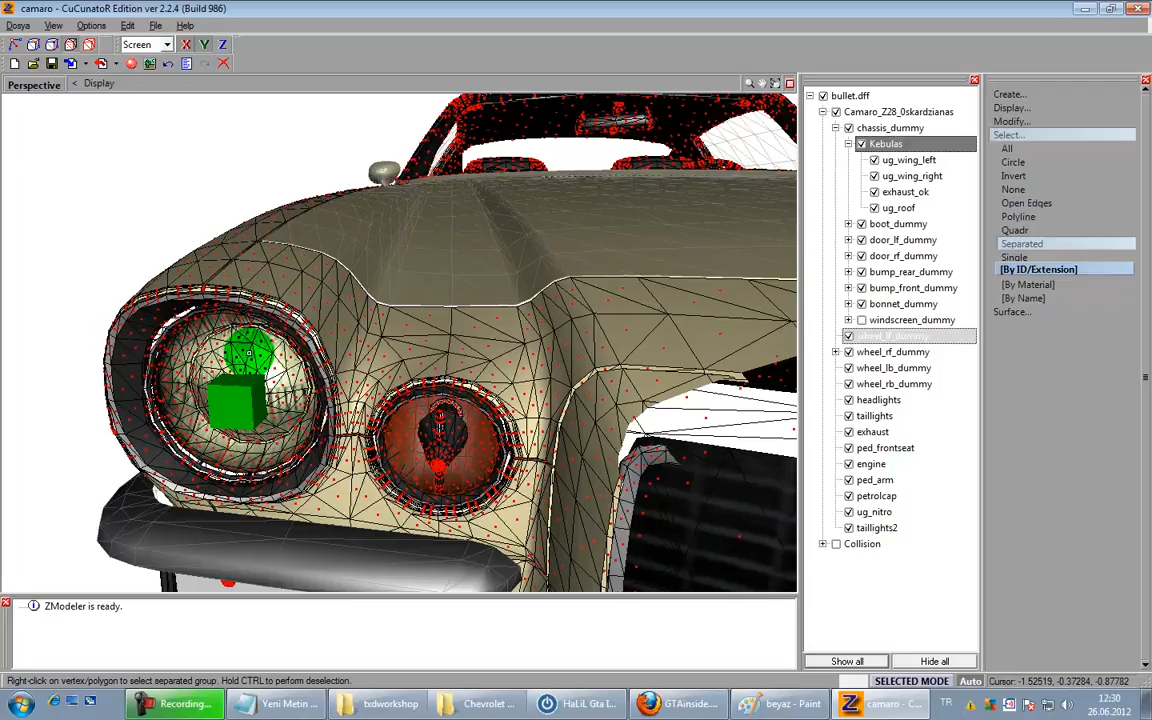 camaro - CuCunatoR Edition ver 2.2.4 (Build 986)
Dosya View Options Edit File Help
Screen X Y Z
Perspective < Display
bullet.dff
Camaro_Z28_0skardzianas
chassis_dummy
Kebulas
ug_wing_left
ug_wing_right
exhaust_ok
ug_roof
boot_dummy
door_lf_dummy
door_rf_dummy
bump_rear_dummy
bump_front_dummy
bonnet_dummy
windscreen_dummy
wheel_lf_dummy
wheel_rf_dummy
wheel_lb_dummy
wheel_rb_dummy
headlights
taillights
exhaust
ped_frontseat
engine
ped_arm
petrolcap
ug_nitro
taillights2
Collision
Show all Hide all
Create...
Display...
Modify...
Select...
All
Circle
Invert
None
Open Edges
Polyline
Quadr
Separated
Single
[By ID/Extension]
[By Material]
[By Name]
Surface...
ZModeler is ready.
Right-click on vertex/polygon to select separated group. Hold CTRL to perform deselection.
SELECTED MODE Auto Cursor: -1.52519, -0.37284, -0.87782
Recording... Yeni Metin ... txdworkshop Chevrolet ... HaLiL Gta I... GTAinside.... beyaz - Paint camaro - C... TR 12:30
26.06.2012